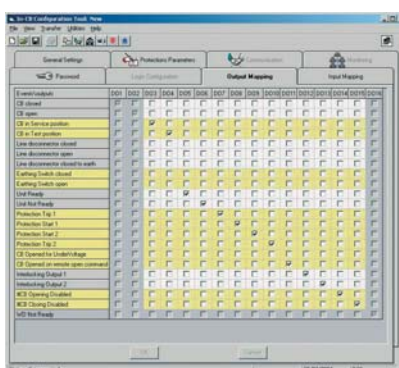 In-CB Configuration Tool: New
File View Transfer Utilities Help
General Settings
Protections Parameters
Communication
Monitoring
Password
Logic Configuration
Output Mapping
Input Mapping
Events\outputs DO1 DO2 DO3 DO4 DO5 DO6 DO7 DO8 DO9 DO10 DO11 DO12 DO13 DO14 DO15 DO16
CB closed
CB open
CB in Service position
CB in Test position
Line disconnector closed
Line disconnector open
Line disconnector closed to earth
Earthing Switch closed
Earthing Switch open
Unit Ready
Unit Not Ready
Protection Trip 1
Protection Start 1
Protection Start 2
Protection Trip 2
CB Opened for UnderVoltage
CB Opened on remote open command
Interlocking Output 1
Interlocking Output 2
MCB Opening Disabled
MCB Closing Disabled
WD Not Ready
OK
Cancel